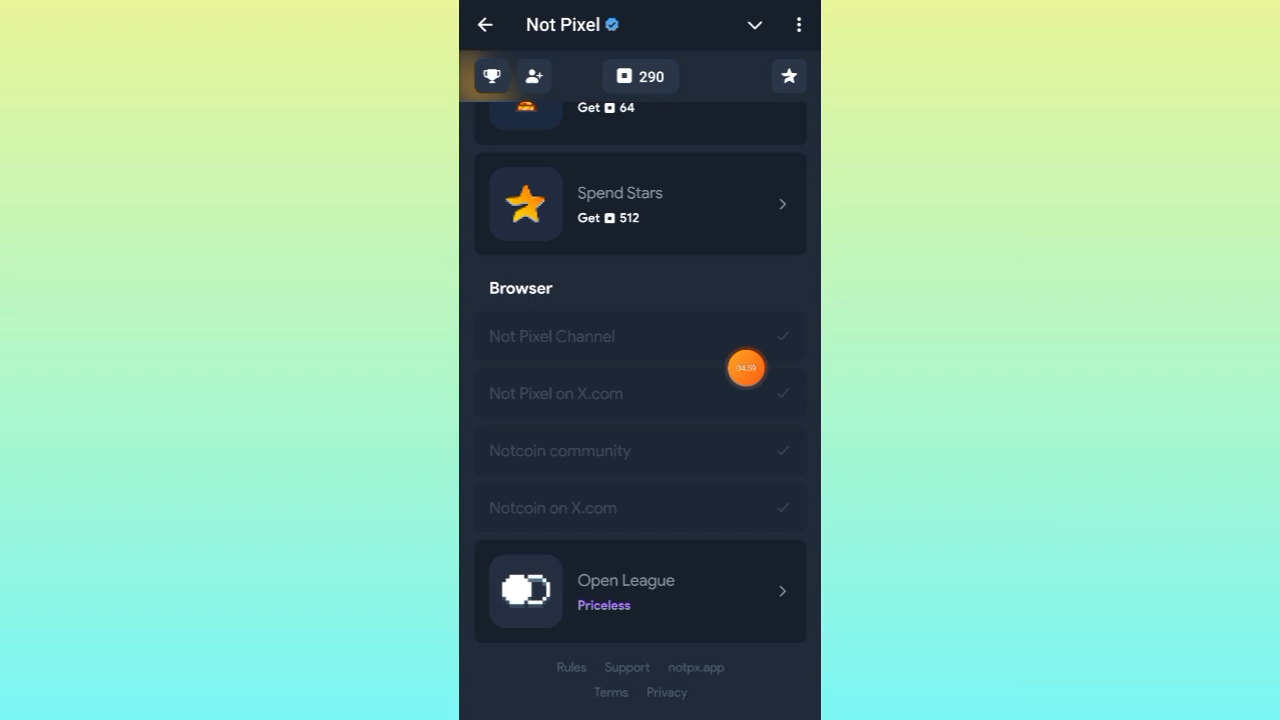 Not Pixel
290
Get 64
Spend Stars
Get 512
Browser
Not Pixel Channel
Not Pixel on X.com
04:59
Notcoin community
Notcoin on X.com
Open League
Priceless
Rules Support notpx.app
Terms Privacy